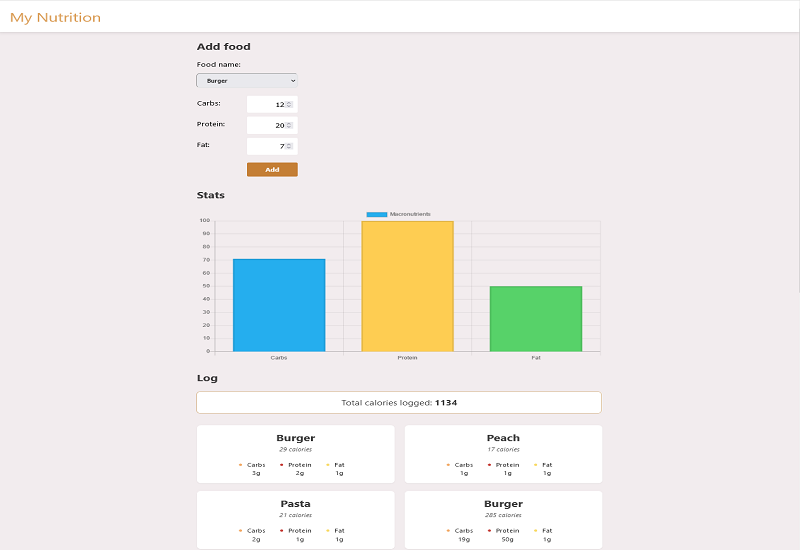 My Nutrition
Add food
Food name:
Burger
Carbs: 12
Protein: 20
Fat: 7
Add
Stats
Macronutrients
100
90
80
70
60
50
40
30
20
10
0
Carbs Protein Fat
Log
Total calories logged: 1134
Burger Peach
29 calories 17 calories
Carbs Protein Fat Carbs Protein Fat
3g 2g 1g 1g 1g 1g
Pasta Burger
21 calories 285 calories
Carbs Protein Fat Carbs Protein Fat
2g 1g 1g 19g 50g 1g